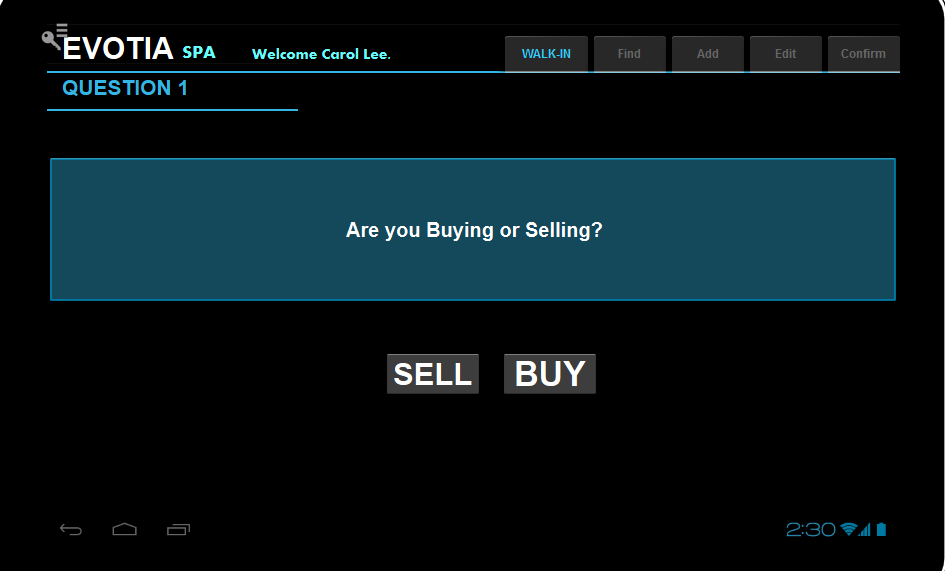 EVOTIA SPA Welcome Carol Lee. WALK-IN Find Add Edit Confirm
QUESTION 1
Are you Buying or Selling?
SELL BUY
2:30